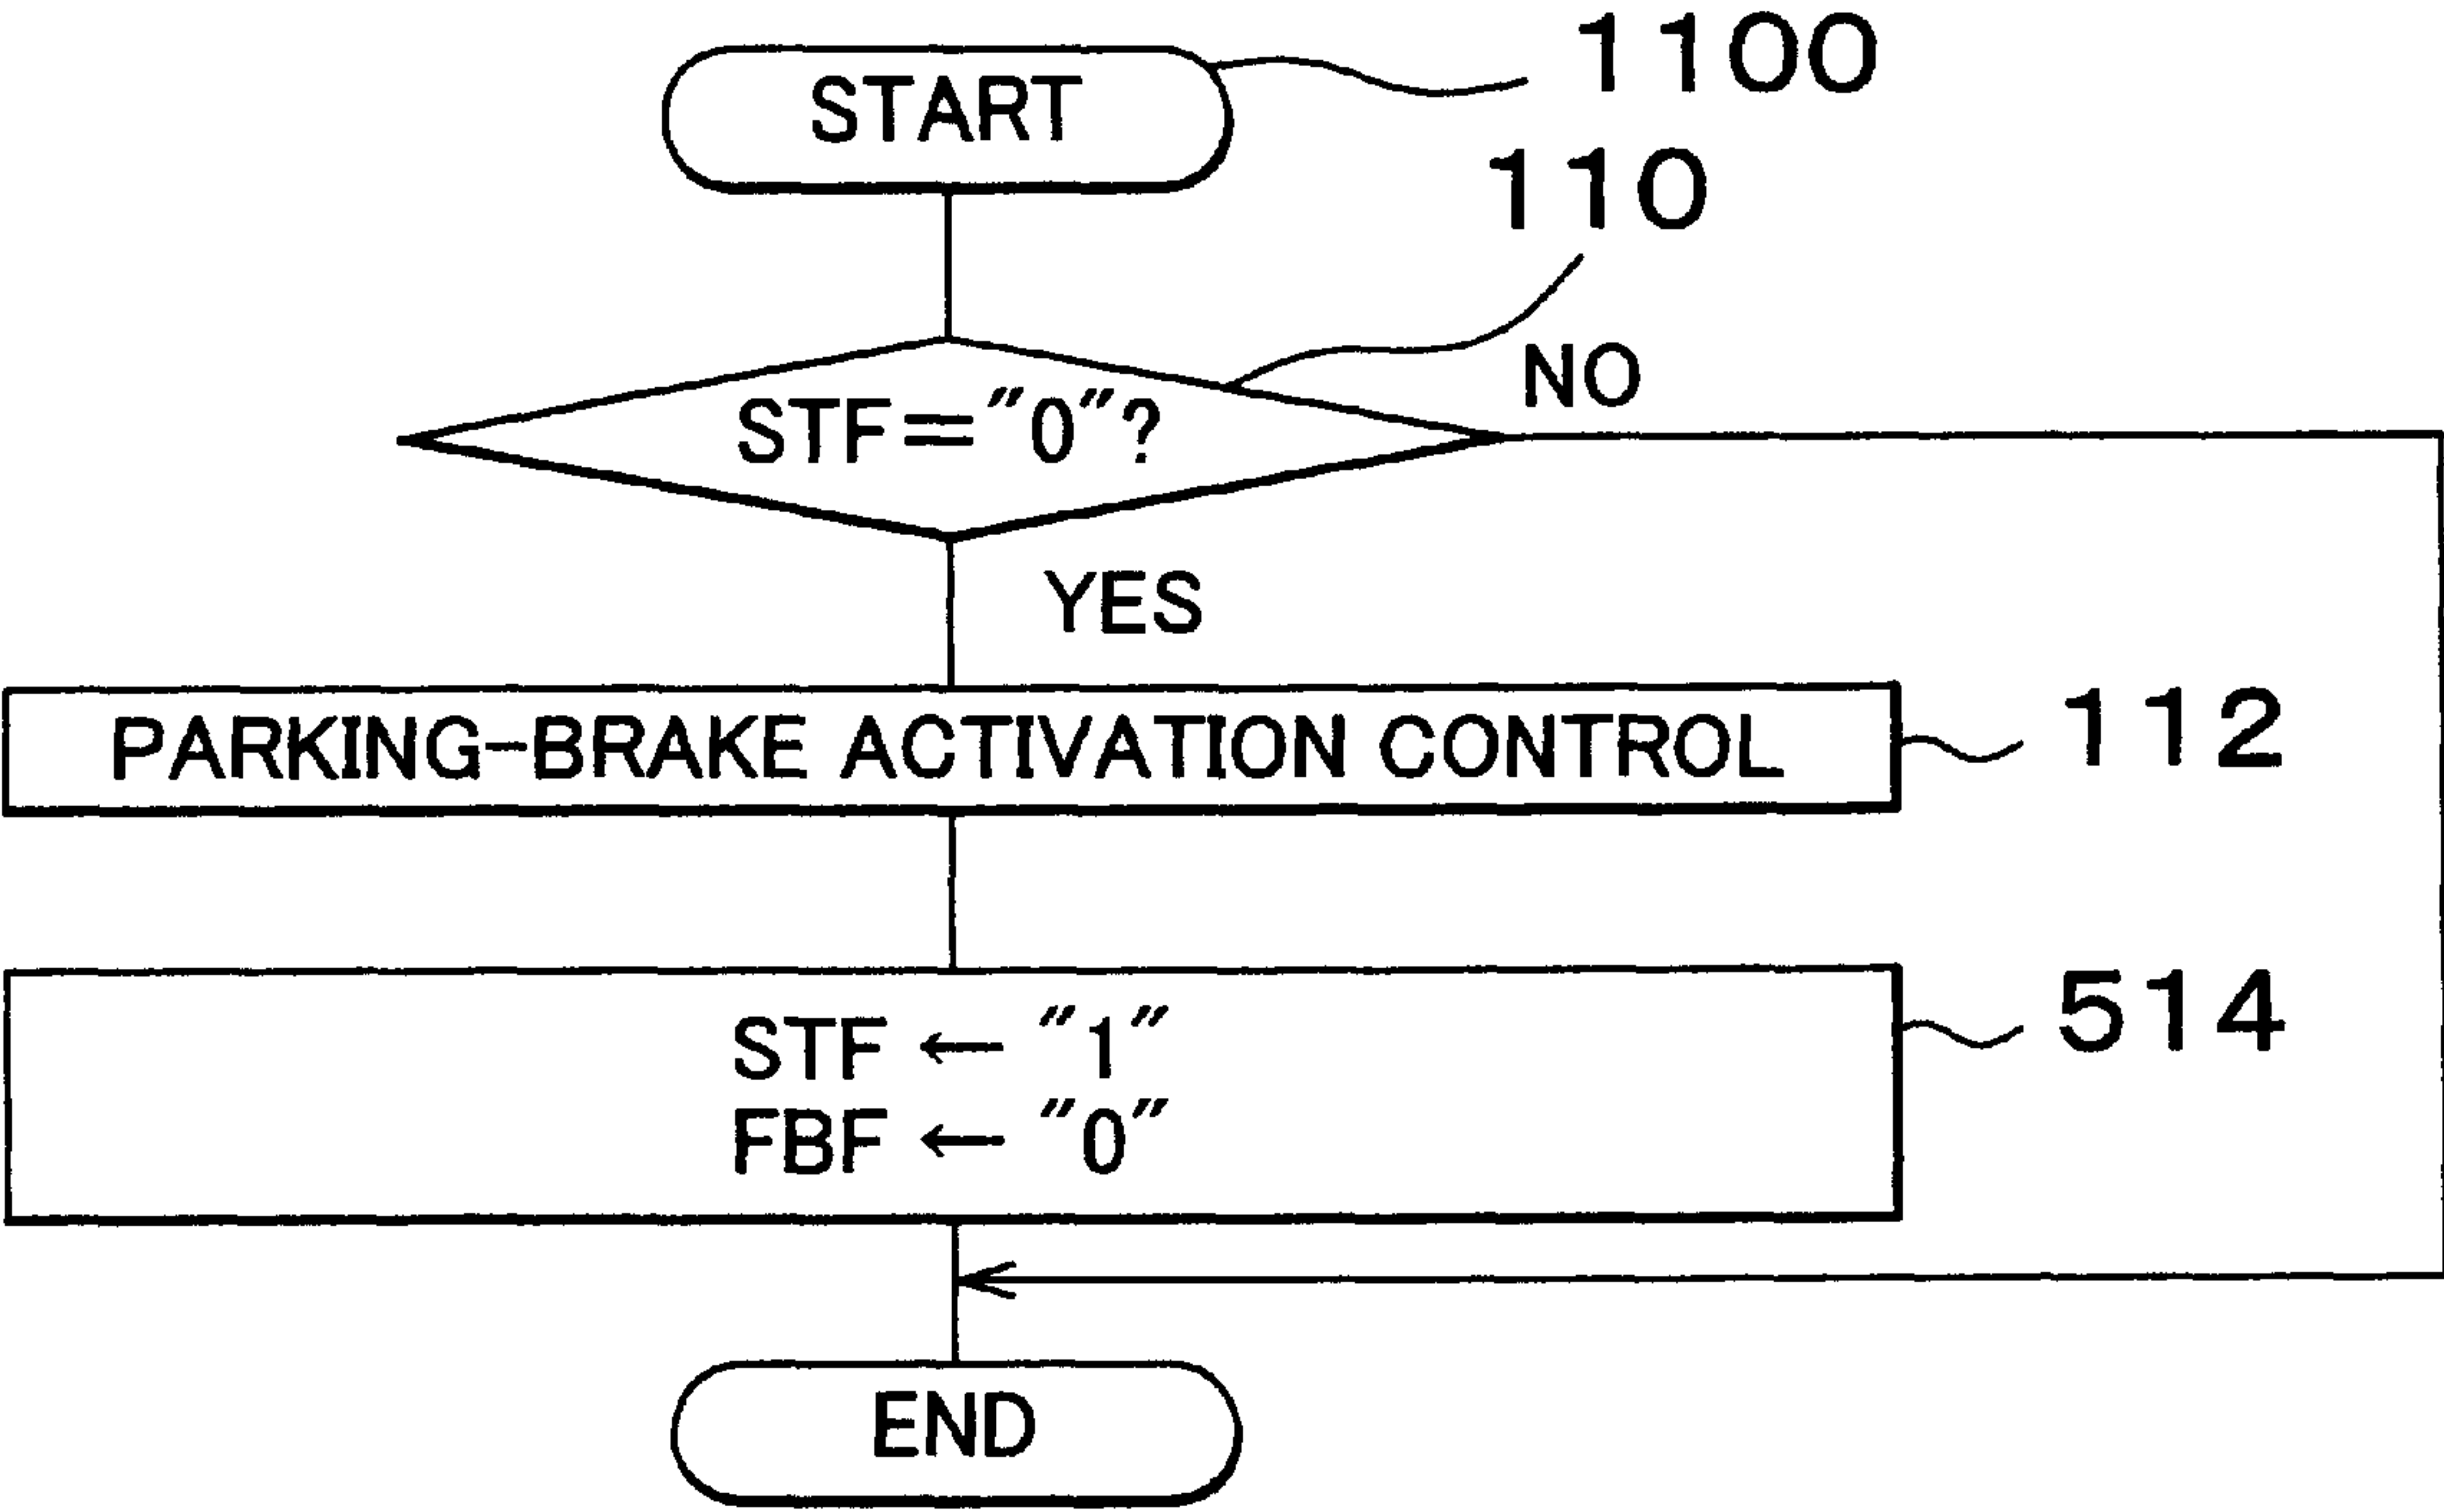 START
1100
110
STF="0"?
NO
YES
PARKING-BRAKE ACTIVATION CONTROL
112
STF ← "1"
514
FBF ← "0"
END